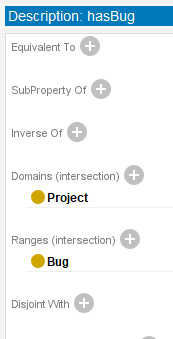 Description: hasBug
Equivalent To
SubProperty Of
Inverse Of
Domains (intersection)
Project
Ranges (intersection)
Bug
Disjoint With